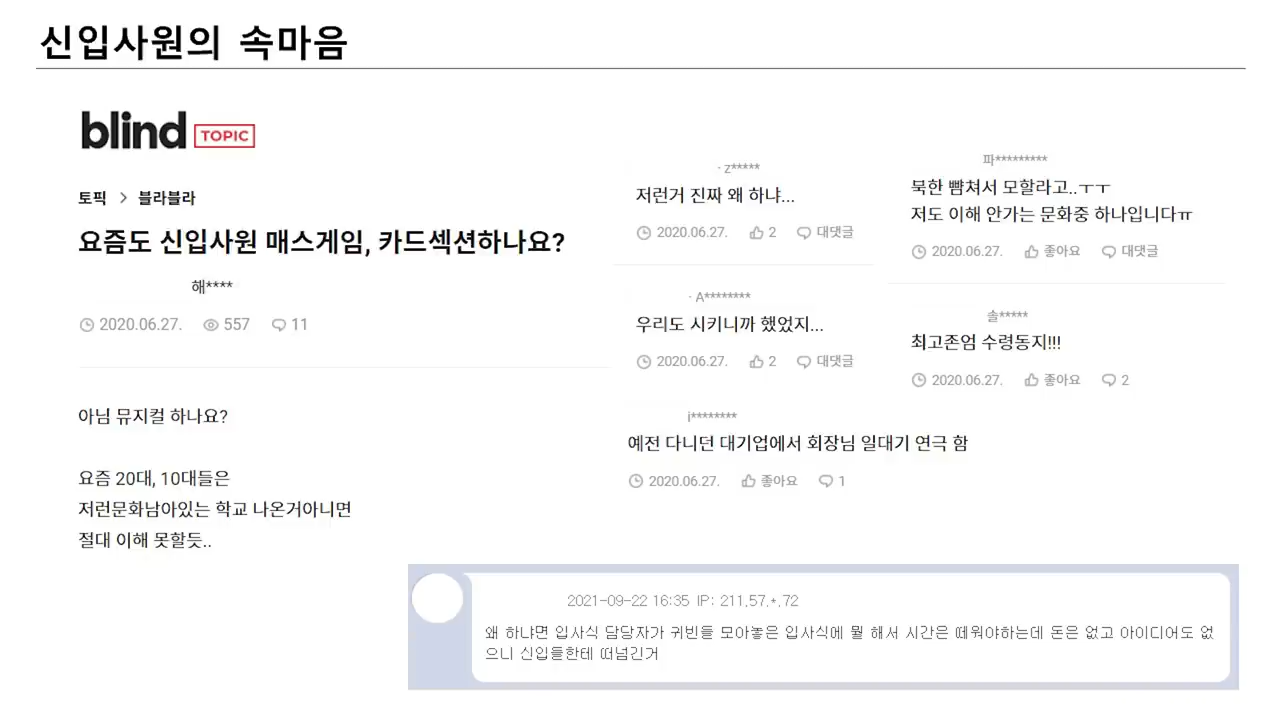 신입사원의 속마음
blind TOPIC
토픽 > 블라블라
요즘도 신입사원 매스게임, 카드섹션하나요?
해****
2020.06.27. 557 11
아님 뮤지컬 하나요?
요즘 20대, 10대들은
저런문화남아있는 학교 나온거아니면
절대 이해 못할듯..
· z*****
저런거 진짜 왜 하냐...
2020.06.27. 2 대댓글
· A********
우리도 시키니까 했었지...
2020.06.27. 2 대댓글
i********
예전 다니던 대기업에서 회장님 일대기 연극 함
2020.06.27. 좋아요 1
파*********
북한 뺨쳐서 모할라고..ㅜㅜ
저도 이해 안가는 문화중 하나입니다ㅠ
2020.06.27. 좋아요 대댓글
솔*****
최고존엄 수령동지!!!
2020.06.27. 좋아요 2
2021-09-22 16:35 IP: 211.57.*.72
왜 하냐면 입사식 담당자가 귀빈들 모아놓은 입사식에 뭘 해서 시간은 떼워야하는데 돈은 없고 아이디어도 없
으니 신입들한테 떠넘긴거